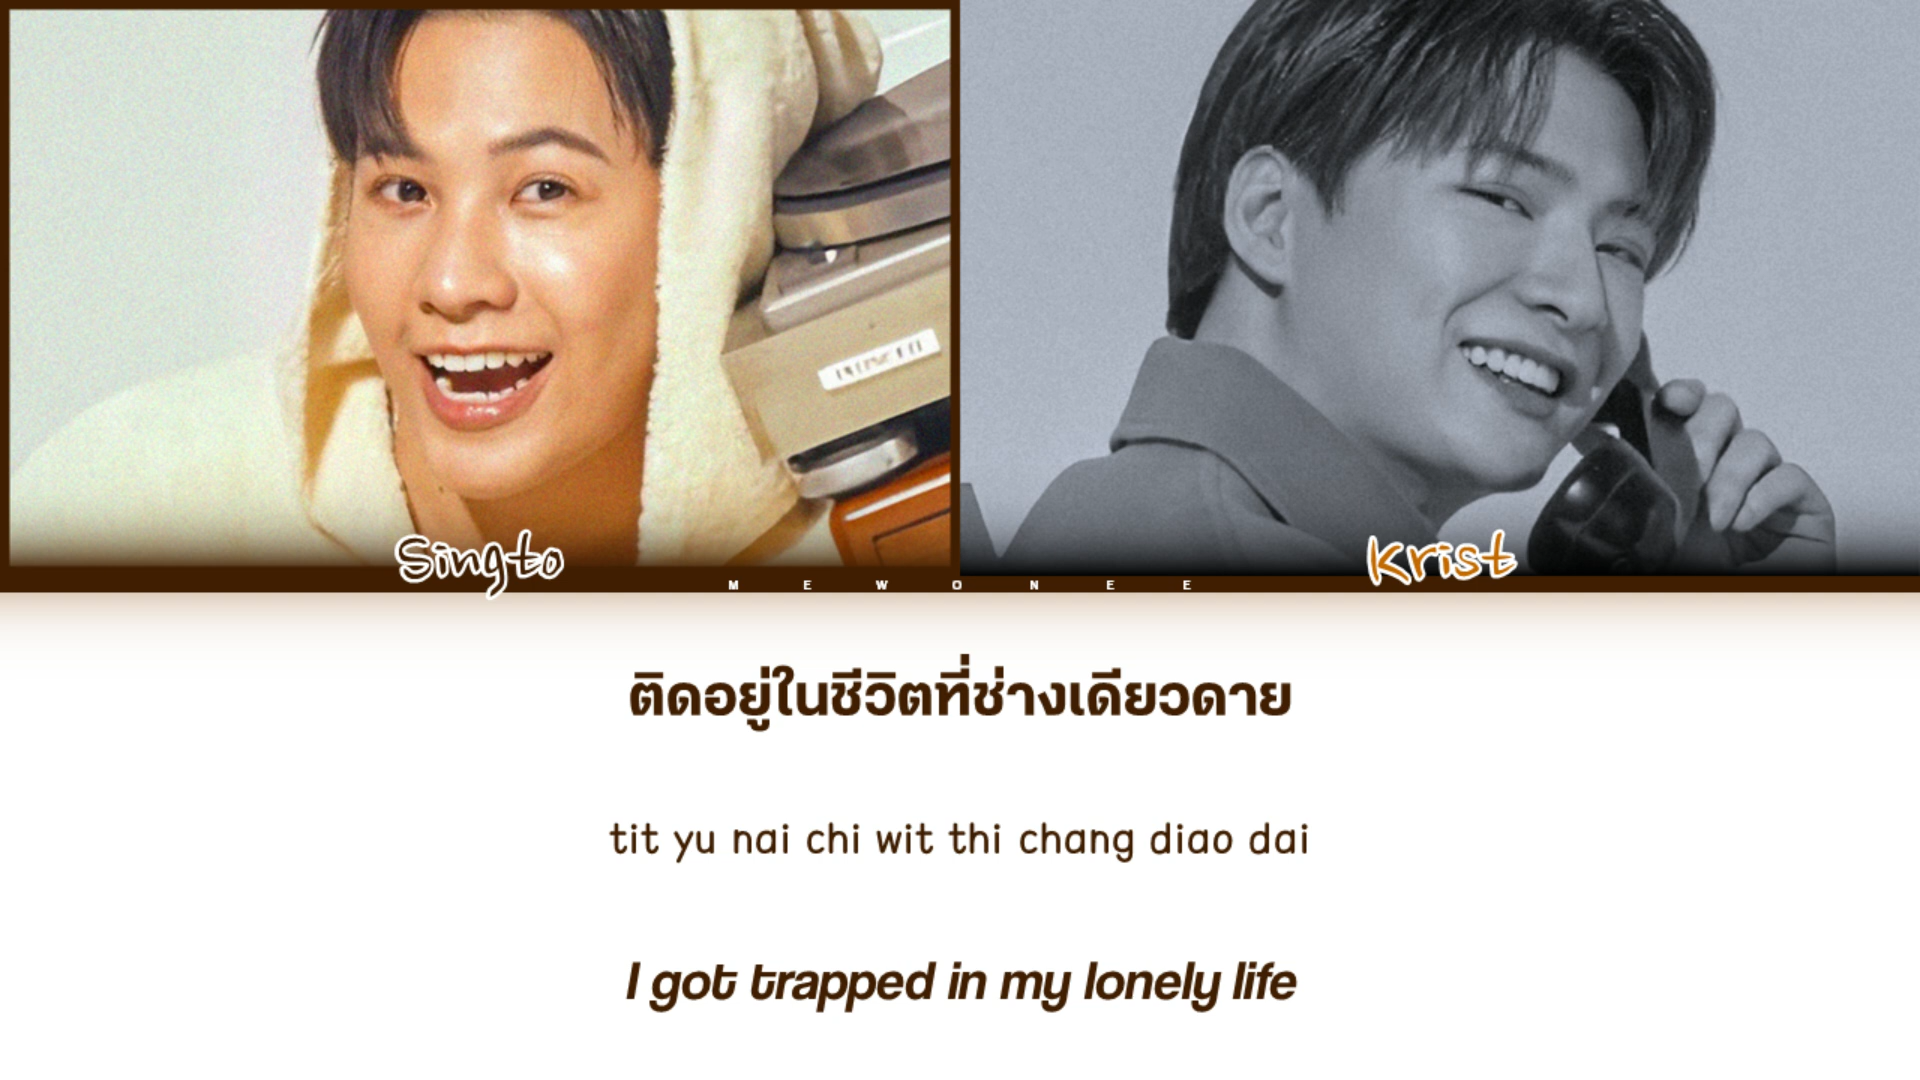 Singto
Krist
MEWONEE
ติดอยู่ในชีวิตที่ช่างเดียวดาย
tit yu nai chi wit thi chang diao dai
I got trapped in my lonely life